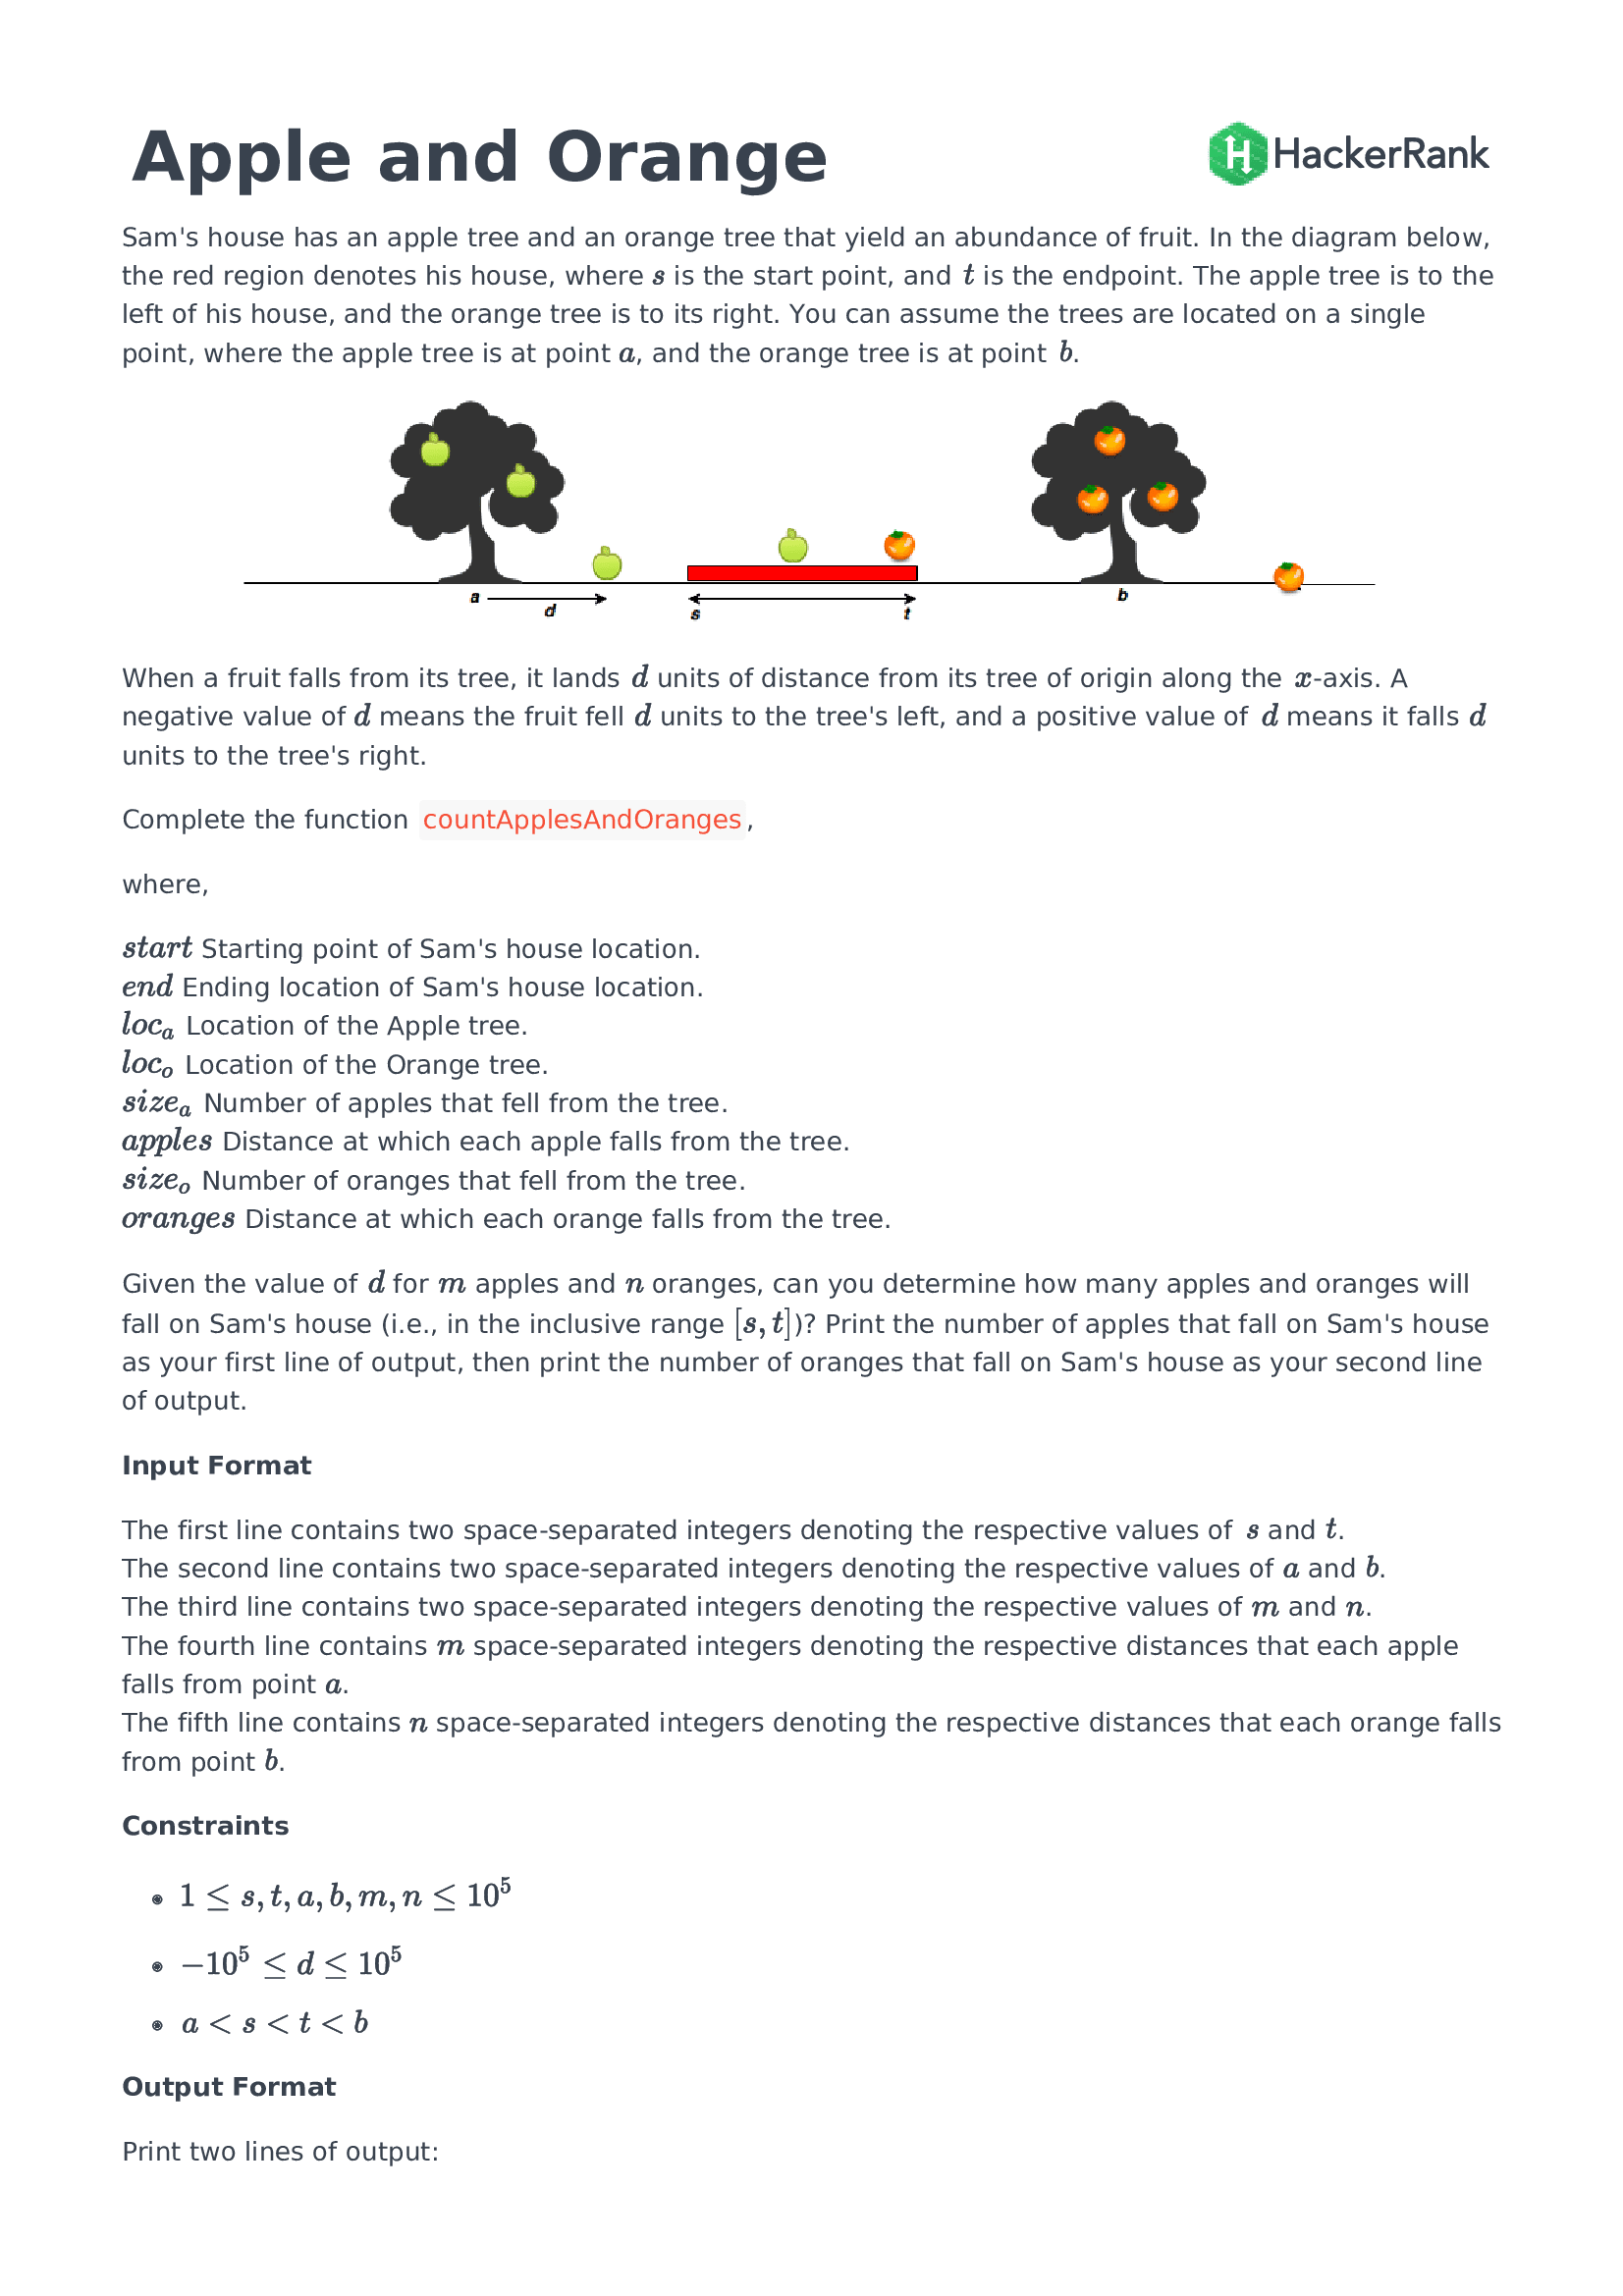 Apple and Orange
HackerRank
Sam's house has an apple tree and an orange tree that yield an abundance of fruit. In the diagram below,
the red region denotes his house, where s is the start point, and t is the endpoint. The apple tree is to the
left of his house, and the orange tree is to its right. You can assume the trees are located on a single
point, where the apple tree is at point a, and the orange tree is at point b.
a
d
s
t
b
When a fruit falls from its tree, it lands d units of distance from its tree of origin along the x-axis. A
negative value of d means the fruit fell d units to the tree's left, and a positive value of d means it falls d
units to the tree's right.
Complete the function countApplesAndOranges,
where,
start Starting point of Sam's house location.
end Ending location of Sam's house location.
loc_a Location of the Apple tree.
loc_o Location of the Orange tree.
size_a Number of apples that fell from the tree.
apples Distance at which each apple falls from the tree.
size_o Number of oranges that fell from the tree.
oranges Distance at which each orange falls from the tree.
Given the value of d for m apples and n oranges, can you determine how many apples and oranges will
fall on Sam's house (i.e., in the inclusive range [s, t])? Print the number of apples that fall on Sam's house
as your first line of output, then print the number of oranges that fall on Sam's house as your second line
of output.
Input Format
The first line contains two space-separated integers denoting the respective values of s and t.
The second line contains two space-separated integers denoting the respective values of a and b.
The third line contains two space-separated integers denoting the respective values of m and n.
The fourth line contains m space-separated integers denoting the respective distances that each apple
falls from point a.
The fifth line contains n space-separated integers denoting the respective distances that each orange falls
from point b.
Constraints
• 1 ≤ s, t, a, b, m, n ≤ 10^5
• −10^5 ≤ d ≤ 10^5
• a < s < t < b
Output Format
Print two lines of output: